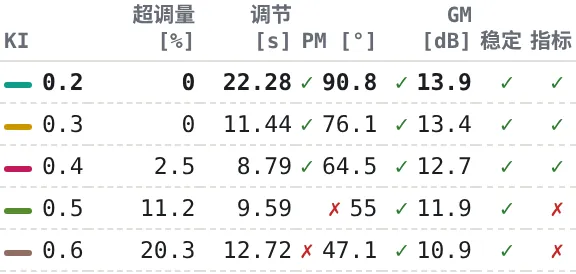 KI 超调量 [%] 调节 [s] PM [°] GM [dB] 稳定 指标
0.2 0 22.28 ✓ 90.8 ✓ 13.9 ✓ ✓
0.3 0 11.44 ✓ 76.1 ✓ 13.4 ✓ ✓
0.4 2.5 8.79 ✓ 64.5 ✓ 12.7 ✓ ✓
0.5 11.2 9.59 ✗ 55 ✓ 11.9 ✓ ✗
0.6 20.3 12.72 ✗ 47.1 ✓ 10.9 ✓ ✗